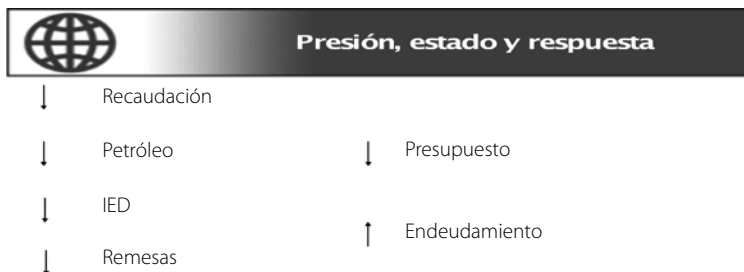 Presión, estado y respuesta
↓ Recaudación
↓ Petróleo ↓ Presupuesto
↓ IED
↑ Endeudamiento
↓ Remesas